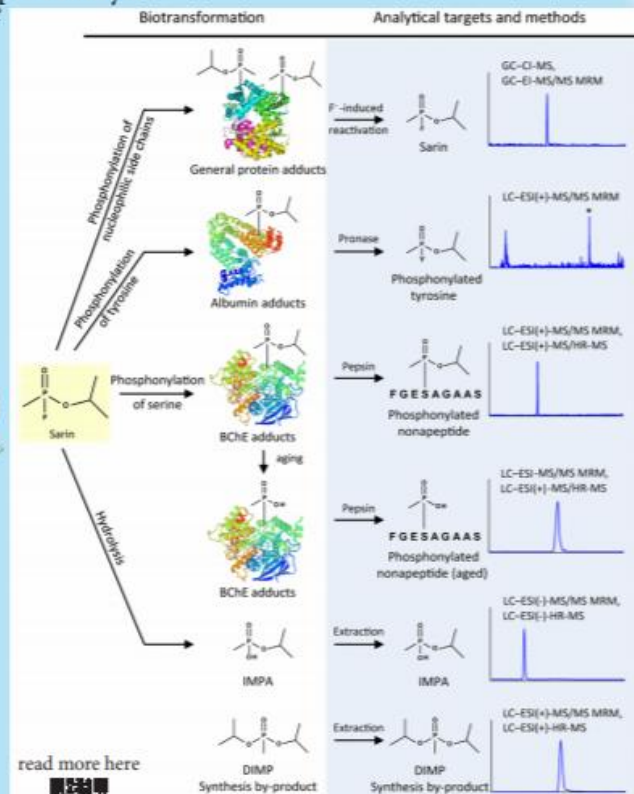 Biotransformation
Analytical targets and methods
Phosphonylation of
nucleophilic side chains
General protein adducts
F⁻-induced
reactivation
Sarin
GC–CI-MS,
GC–EI-MS/MS MRM
Phosphonylation
of tyrosine
Albumin adducts
Pronase
Phosphonylated
tyrosine
LC–ESI(+)-MS/MS MRM
*
Sarin
Phosphonylation
of serine
BChE adducts
Pepsin
FGESAGAAS
Phosphonylated
nonapeptide
LC–ESI(+)-MS/MS MRM,
LC–ESI(+)-MS/HR-MS
aging
BChE adducts
Pepsin
FGESAGAAS
Phosphonylated
nonapeptide (aged)
LC–ESI-MS/MS MRM,
LC–ESI(+)-MS/HR-MS
Hydrolysis
IMPA
Extraction
IMPA
LC–ESI(-)-MS/MS MRM,
LC–ESI(-)-HR-MS
DIMP
Synthesis by-product
Extraction
DIMP
Synthesis by-product
LC–ESI(+)-MS/MS MRM,
LC–ESI(+)-HR-MS
read more here